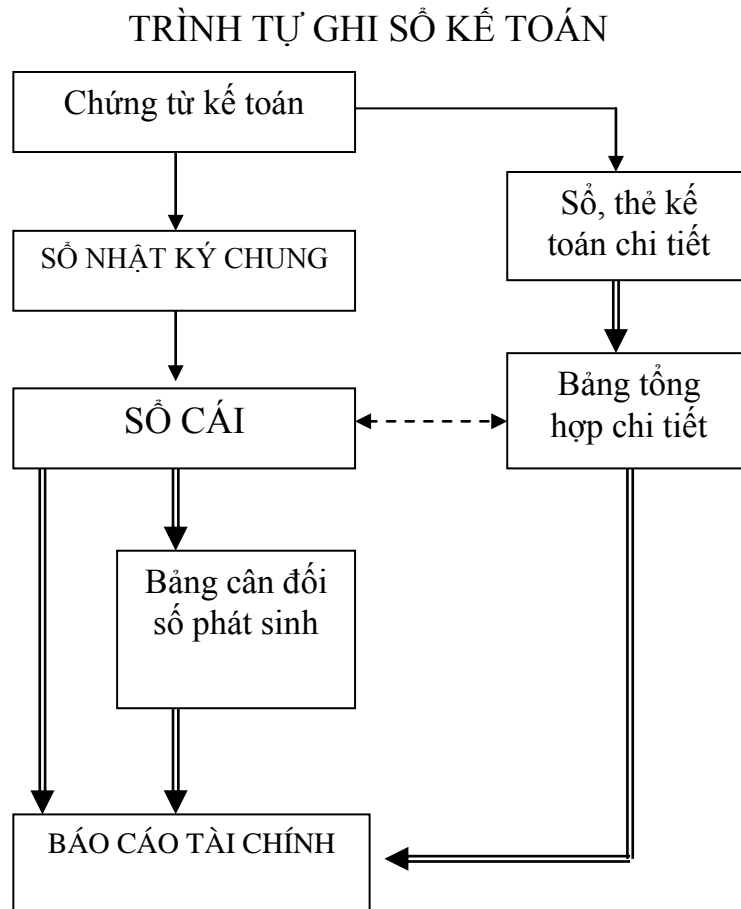 TRÌNH TỰ GHI SỔ KẾ TOÁN
Chứng từ kế toán
Sổ, thẻ kế
toán chi tiết
SỔ NHẬT KÝ CHUNG
SỔ CÁI
Bảng tổng
hợp chi tiết
Bảng cân đối
số phát sinh
BÁO CÁO TÀI CHÍNH